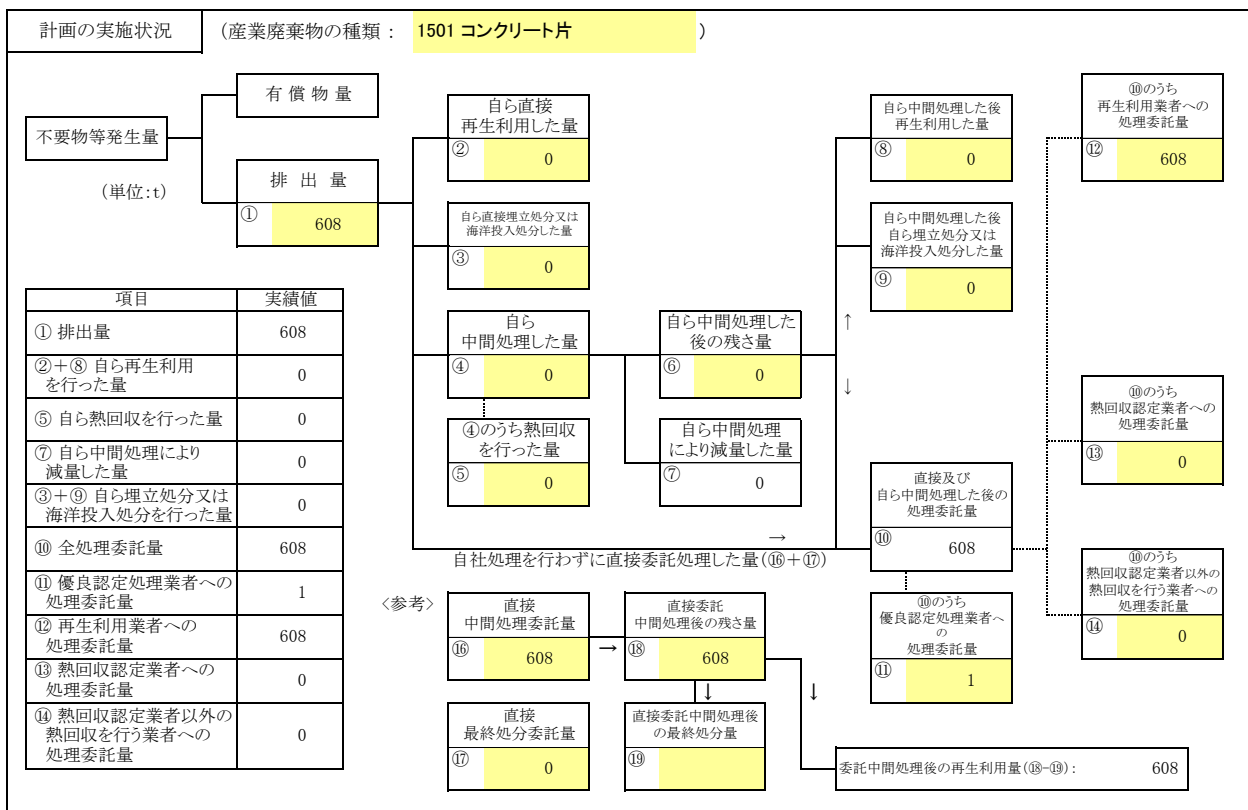 計画の実施状況
(産業廃棄物の種類: 1501 コンクリート片 )
不要物等発生量
(単位:t)
有償物量
排出量
① 608
自ら直接
再生利用した量
② 0
自ら直接埋立処分又は
海洋投入処分した量
③ 0
自ら
中間処理した量
④ 0
④のうち熱回収
を行った量
⑤ 0
自ら中間処理した
後の残さ量
⑥ 0
自ら中間処理
により減量した量
⑦ 0
自ら中間処理した後
再生利用した量
⑧ 0
自ら中間処理した後
自ら埋立処分又は
海洋投入処分した量
⑨ 0
↑
↓
直接及び
自ら中間処理した後の
処理委託量
⑩ 608
⑩のうち
再生利用業者への
処理委託量
⑫ 608
⑩のうち
熱回収認定業者への
処理委託量
⑬ 0
⑩のうち
熱回収認定業者以外の
熱回収を行う業者への
処理委託量
⑭ 0
⑩のうち
優良認定処理業者へ
の
処理委託量
⑪ 1
→
自社処理を行わずに直接委託処理した量(⑯+⑰)
項目 実績値
① 排出量 608
②+⑧ 自ら再生利用
を行った量 0
⑤ 自ら熱回収を行った量 0
⑦ 自ら中間処理により
減量した量 0
③+⑨ 自ら埋立処分又は
海洋投入処分を行った量 0
⑩ 全処理委託量 608
⑪ 優良認定処理業者への
処理委託量 1
⑫ 再生利用業者への
処理委託量 608
⑬ 熱回収認定業者への
処理委託量 0
⑭ 熱回収認定業者以外の
熱回収を行う業者への
処理委託量 0
<参考>
直接
中間処理委託量
⑯ 608
→
直接委託
中間処理後の残さ量
⑱ 608
↓
↓
直接
最終処分委託量
⑰ 0
直接委託中間処理後
の最終処分量
⑲
委託中間処理後の再生利用量(⑱-⑲): 608